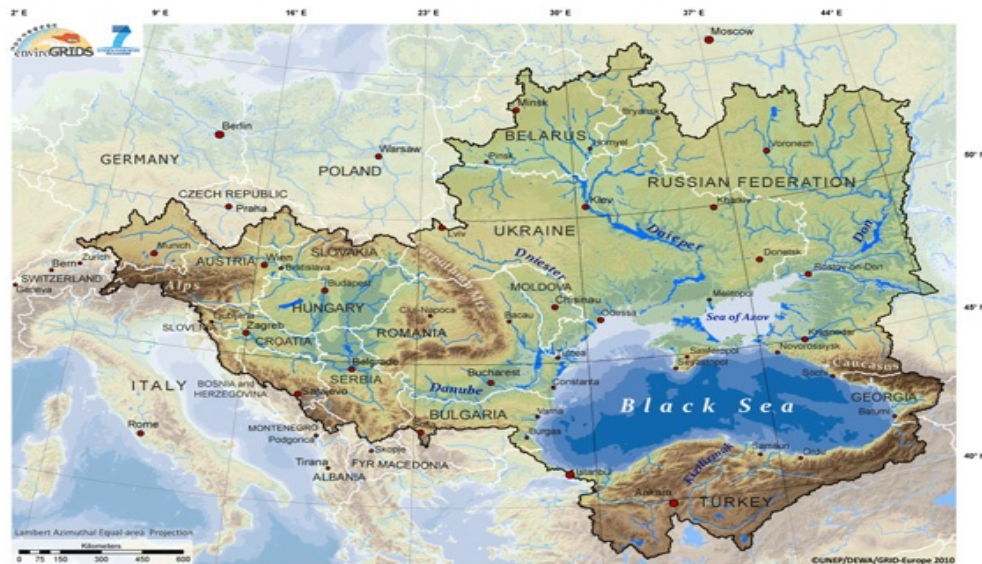 2° E 9° E 16° E 23° E 30° E 37° E 44° E
enviroGRIDS
7
Moscow
Minsk
Bryansk
Berlin
BELARUS
Homyel
Voronezh
Warsaw
GERMANY
POLAND
Pinsk
50° N
RUSSIAN FEDERATION
CZECH REPUBLIC
Praha
Kiev
Kharkiv
Lviv
UKRAINE
Dnieper
Don
Munich
SLOVAKIA
Zurich
Bern
AUSTRIA
Wien
Bratislava
Carpathian Mts.
Dniester
Donetsk
Rostov-on-Don
SWITZERLAND
Geneva
Alps
Budapest
MOLDOVA
HUNGARY
Chisinau
Melitopol
45° N
Ljubljana
Cluj-Napoca
Bacau
Odessa
Sea of Azov
SLOVENIA
Zagreb
ROMANIA
Krasnodar
CROATIA
Tulcea
Simferopol
Novorossiysk
Belgrade
Sevastopol
ITALY
SERBIA
Bucharest
Sochi
Caucasus
BOSNIA and
HERZEGOVINA
Sarajevo
Danube
Constanta
GEORGIA
Black Sea
BULGARIA
Varna
Batumi
Rome
MONTENEGRO
Podgorica
Sofia
Burgas
Skopje
Samsun
Ordu
40° N
Tirana
FYR MACEDONIA
Kizilirmak
ALBANIA
Istanbul
Ankara
TURKEY
Lambert Azimuthal Equal-area Projection
Kilometers
0 75 150 300 450 600
©UNEP/DEWA/GRID-Europe 2010